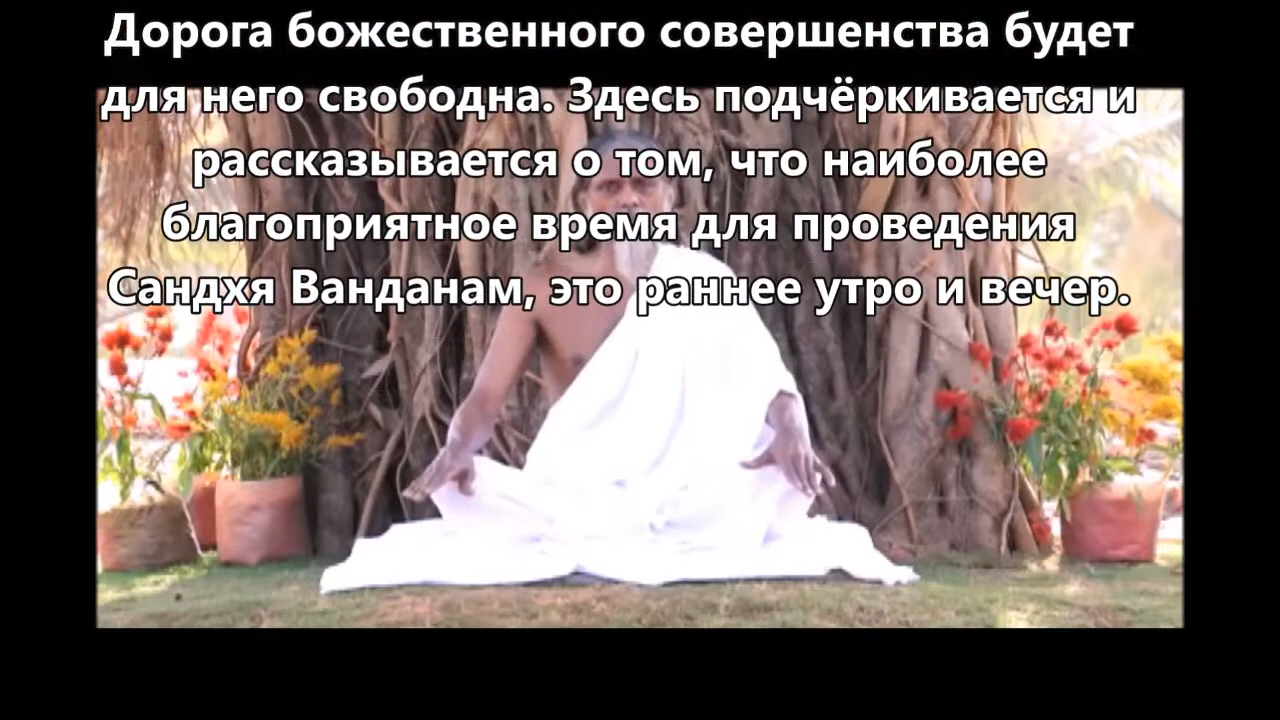 Дорога божественного совершенства будет
для него свободна. Здесь подчёркивается и
рассказывается о том, что наиболее
благоприятное время для проведения
Сандхя Ванданам, это раннее утро и вечер.